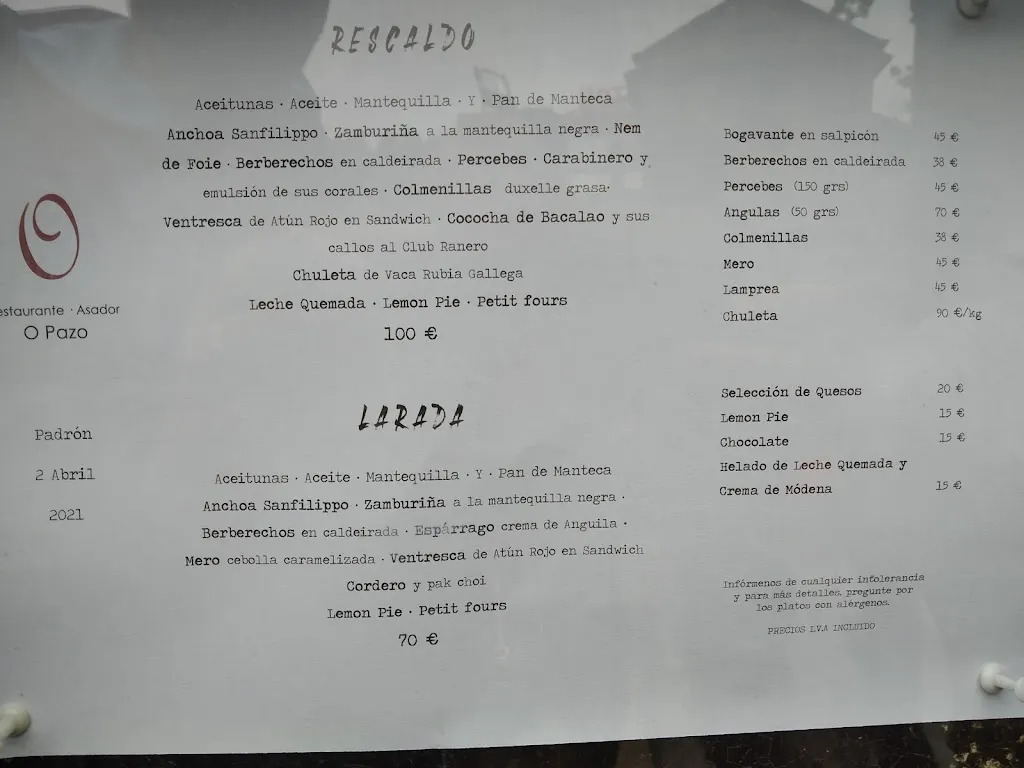 O
Restaurante · Asador
O Pazo
Padrón
2 Abril
2021
RESCALDO
Aceitunas · Aceite · Mantequilla · Y · Pan de Manteca
Anchoa Sanfilippo · Zamburiña a la mantequilla negra · Nem
de Foie · Berberechos en caldeirada · Percebes · Carabinero y
emulsión de sus corales · Colmenillas duxelle grasa·
Ventresca de Atún Rojo en Sandwich · Cococha de Bacalao y sus
callos al Club Ranero
Chuleta de Vaca Rubia Gallega
Leche Quemada · Lemon Pie · Petit fours
100 €
LARADA
Aceitunas · Aceite · Mantequilla · Y · Pan de Manteca
Anchoa Sanfilippo · Zamburiña a la mantequilla negra ·
Berberechos en caldeirada · Espárrago crema de Anguila ·
Mero cebolla caramelizada · Ventresca de Atún Rojo en Sandwich
Cordero y pak choi
Lemon Pie · Petit fours
70 €
Bogavante en salpicón 45 €
Berberechos en caldeirada 38 €
Percebes (150 grs) 45 €
Angulas (50 grs) 70 €
Colmenillas 38 €
Mero 45 €
Lamprea 45 €
Chuleta 90 €/kg
Selección de Quesos 20 €
Lemon Pie 15 €
Chocolate 15 €
Helado de Leche Quemada y
Crema de Módena 15 €
Infórmenos de cualquier intolerancia
y para más detalles, pregunte por
los platos con alérgenos.
PRECIOS I.V.A INCLUIDO